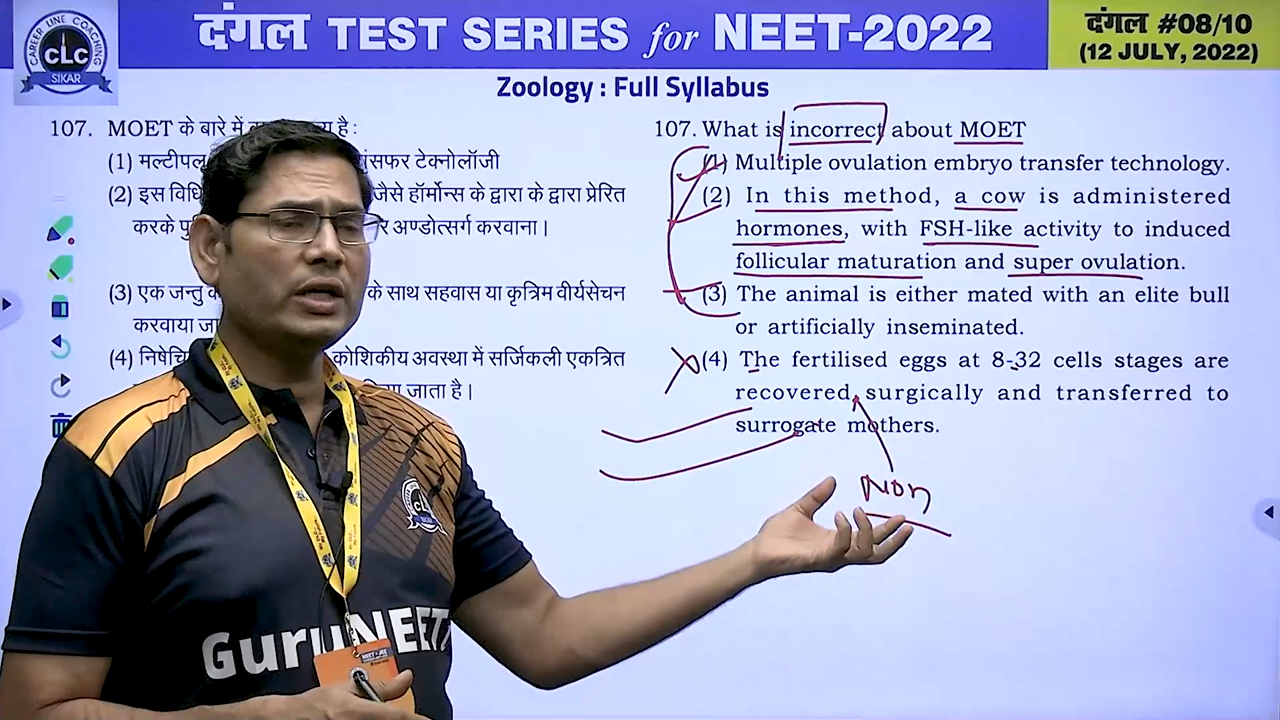 CAREER LINE COACHING
CLC
SIKAR
दंगल TEST SERIES for NEET-2022
दंगल #08/10
(12 JULY, 2022)
Zoology : Full Syllabus
107. MOET के बारे में है :
(1) मल्टीपल टेक्नोलॉजी
(2) इस जैसे हॉर्मोन्स के द्वारा के द्वारा प्रेरित
करके अण्डोत्सर्ग करवाना।
(3) एक जन्तु के साथ सहवास या कृत्रिम वीर्यसेचन
करवाया
(4) कोशिकीय अवस्था में सर्जिकली एकत्रित
जाता है।
107. What is incorrect about MOET
(1) Multiple ovulation embryo transfer technology.
(2) In this method, a cow is administered
hormones, with FSH-like activity to induced
follicular maturation and super ovulation.
(3) The animal is either mated with an elite bull
or artificially inseminated.
(4) The fertilised eggs at 8-32 cells stages are
recovered surgically and transferred to
surrogate mothers.
Non
CLC
GuruNEET
NEET JEE